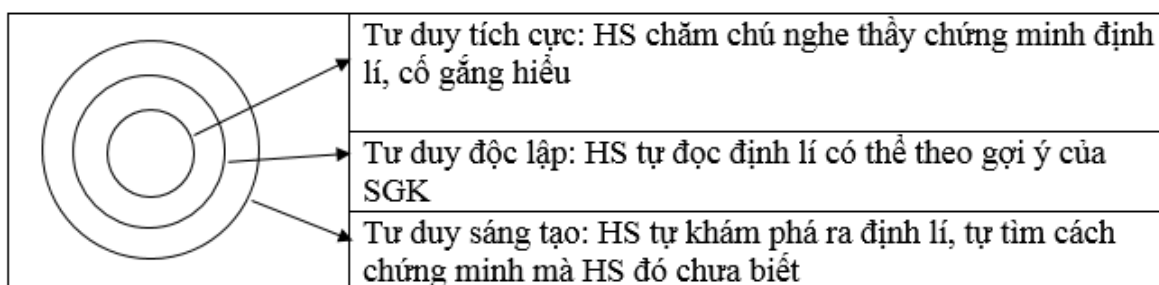 Tư duy tích cực: HS chăm chú nghe thầy chứng minh định
lí, cố gắng hiểu
Tư duy độc lập: HS tự đọc định lí có thể theo gợi ý của
SGK
Tư duy sáng tạo: HS tự khám phá ra định lí, tự tìm cách
chứng minh mà HS đó chưa biết